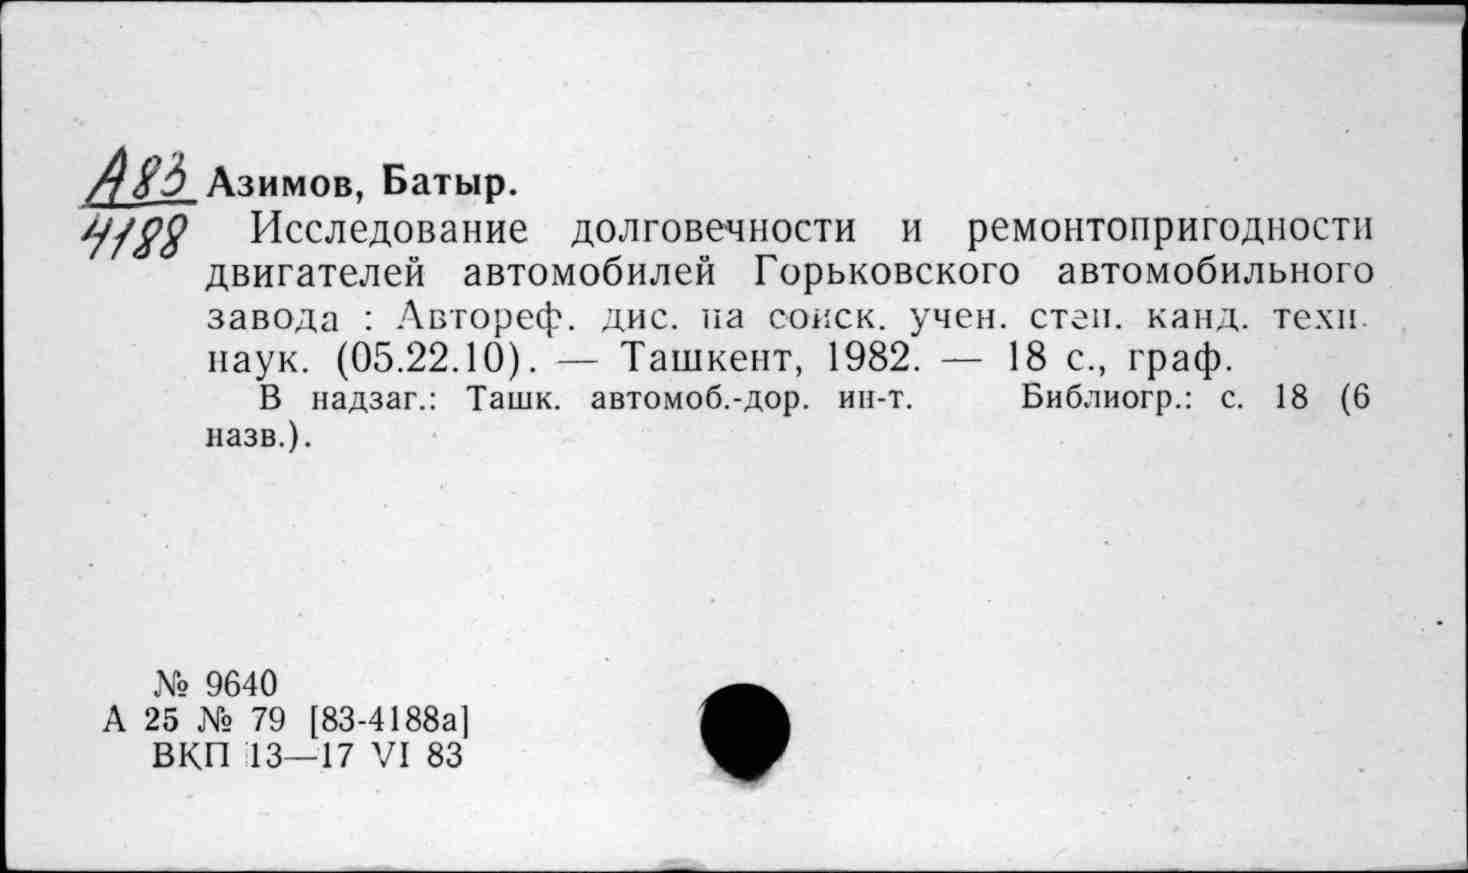 А83 Азимов, Батыр.
4188 Исследование долговечности и ремонтопригодности
двигателей автомобилей Горьковского автомобильного
завода : Автореф. дис. на соиск. учен. степ. канд. техн.
наук. (05.22.10). — Ташкент, 1982. — 18 с., граф.
В надзаг.: Ташк. автомоб.-дор. ин-т. Библиогр.: с. 18 (6
назв.).
№ 9640
А 25 № 79 [83-4188а]
ВКП 13—17 VI 83